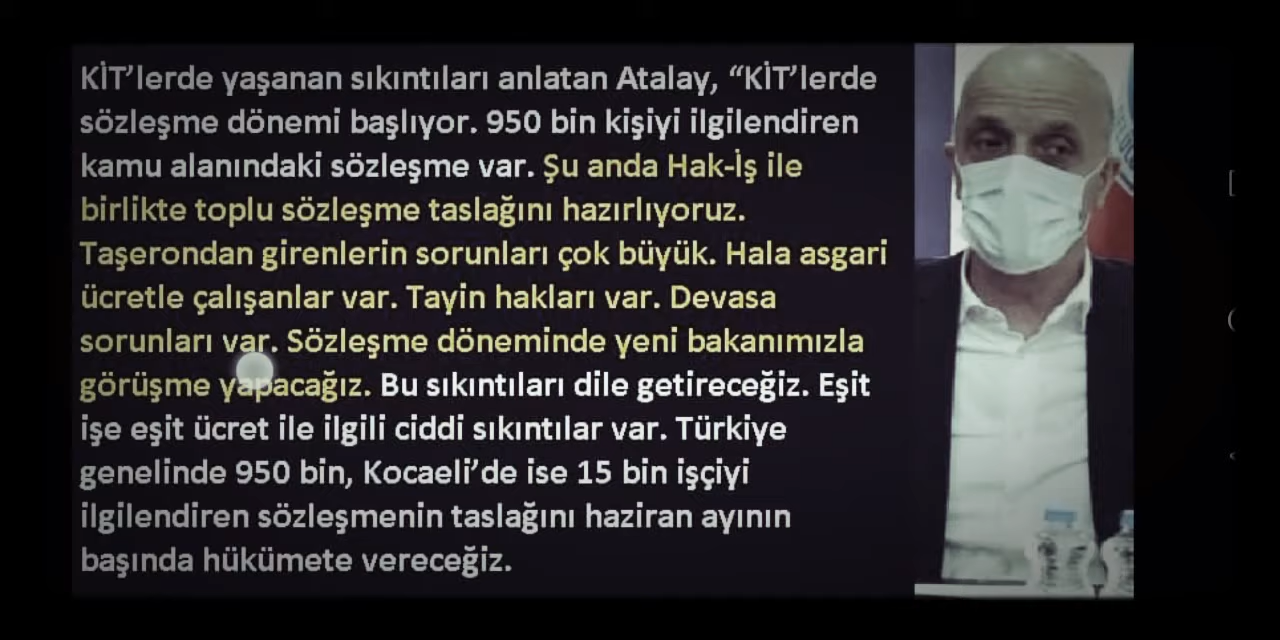 KİT’lerde yaşanan sıkıntıları anlatan Atalay, “KİT’lerde
sözleşme dönemi başlıyor. 950 bin kişiyi ilgilendiren
kamu alanındaki sözleşme var. Şu anda Hak-İş ile
birlikte toplu sözleşme taslağını hazırlıyoruz.
Taşerondan girenlerin sorunları çok büyük. Hala asgari
ücretle çalışanlar var. Tayin hakları var. Devasa
sorunları var. Sözleşme döneminde yeni bakanımızla
görüşme yapacağız. Bu sıkıntıları dile getireceğiz. Eşit
işe eşit ücret ile ilgili ciddi sıkıntılar var. Türkiye
genelinde 950 bin, Kocaeli’de ise 15 bin işçiyi
ilgilendiren sözleşmenin taslağını haziran ayının
başında hükümete vereceğiz.